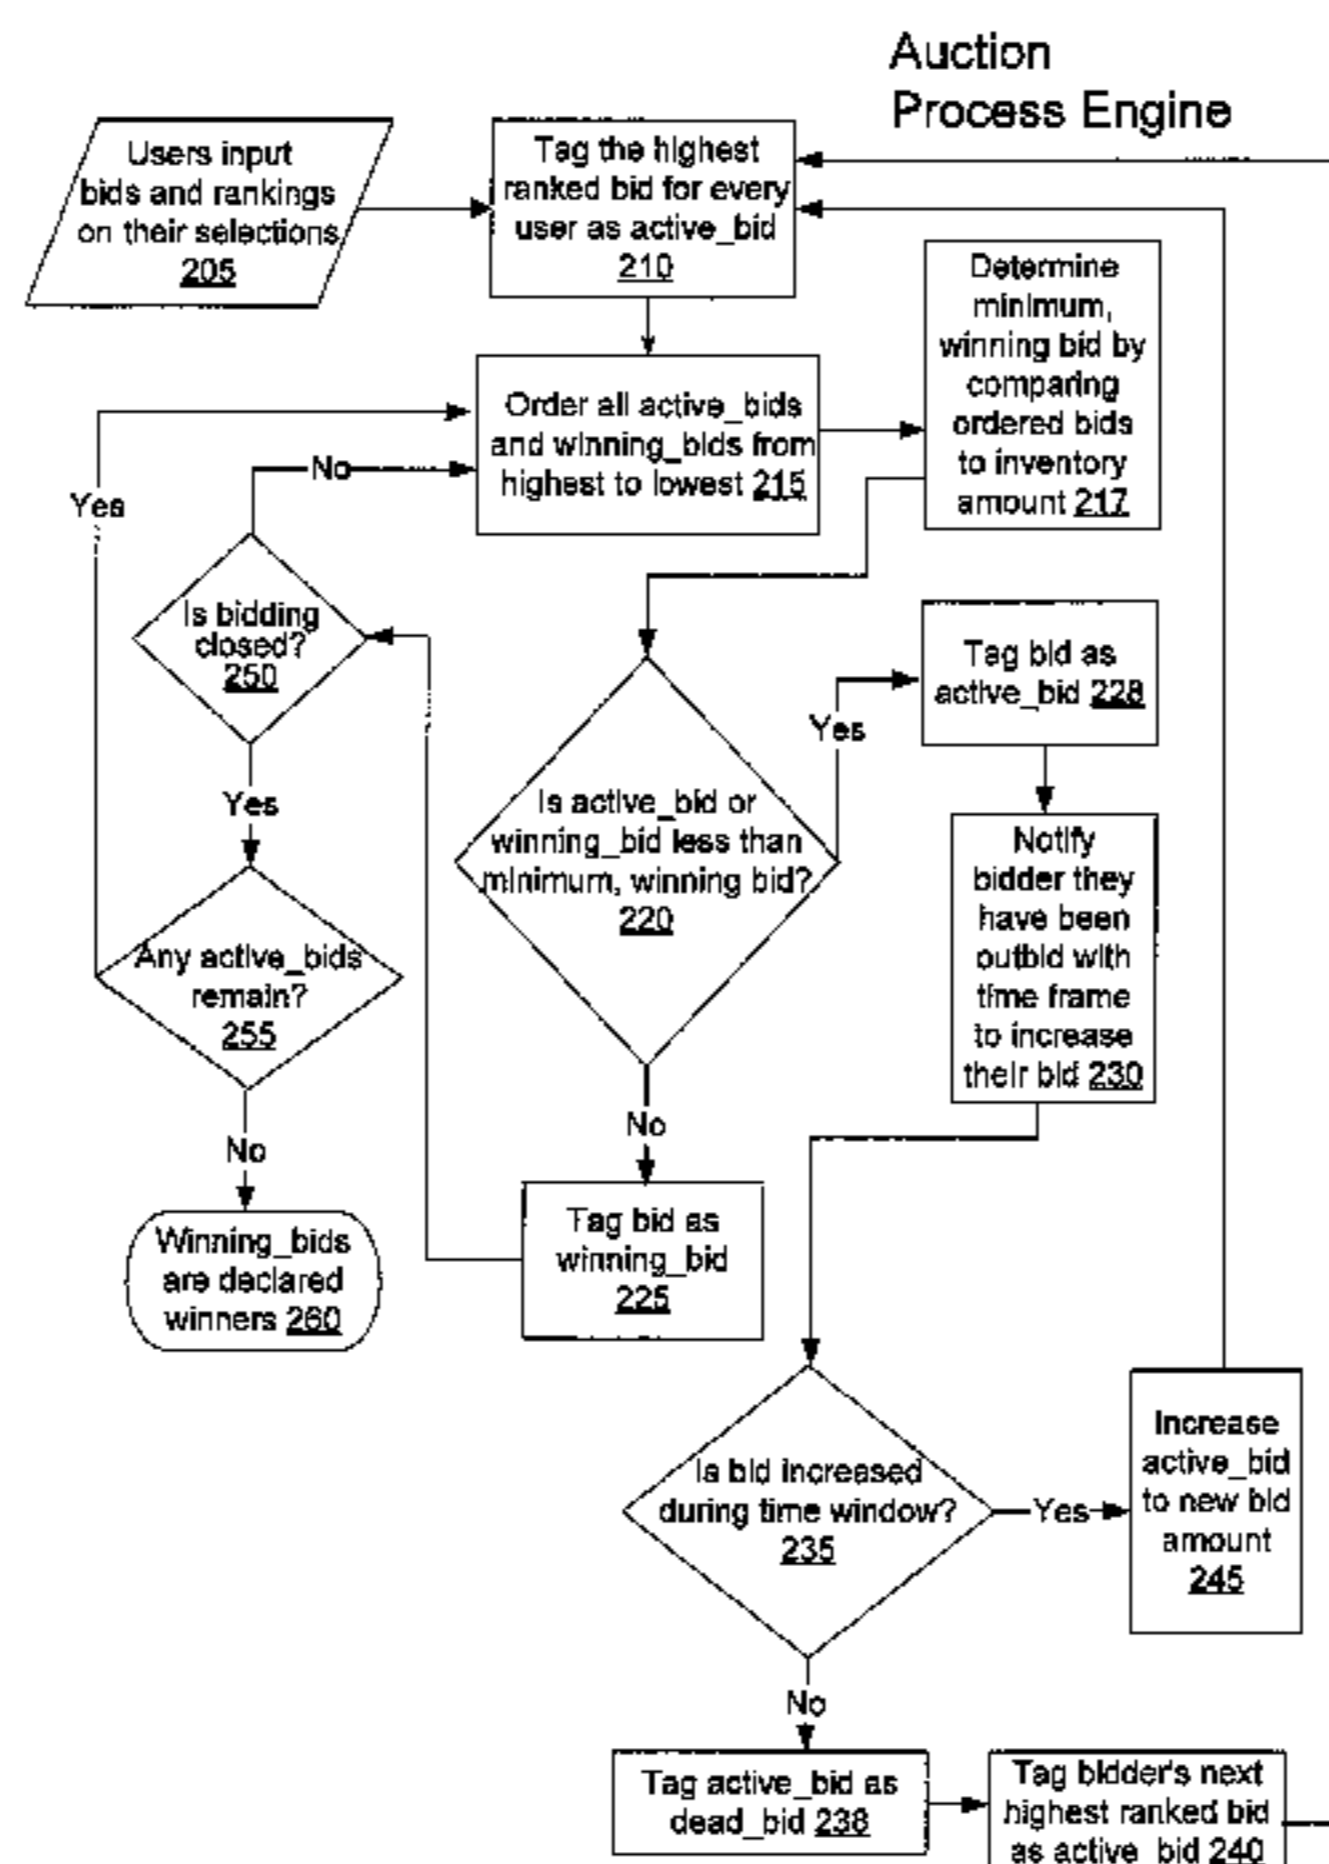 Auction
Process Engine
Users input
bids and rankings
on their selections
205
Tag the highest
ranked bid for every
user as active_bid
210
Determine
minimum,
winning bid by
comparing
ordered bids
to inventory
amount 217
Order all active_bids
and winning_bids from
highest to lowest 215
No
Yes
Is bidding
closed?
250
Tag bid as
active_bid 228
Yes
Yes
Is active_bid or
winning_bid less than
minimum, winning bid?
220
Notify
bidder they
have been
outbid with
time frame
to increase
their bid 230
Any active_bids
remain?
255
No
No
Tag bid as
winning_bid
225
Winning_bids
are declared
winners 260
Is bid increased
during time window?
235
Yes
Increase
active_bid
to new bid
amount
245
No
Tag active_bid as
dead_bid 238
Tag bidder's next
highest ranked bid
as active_bid 240